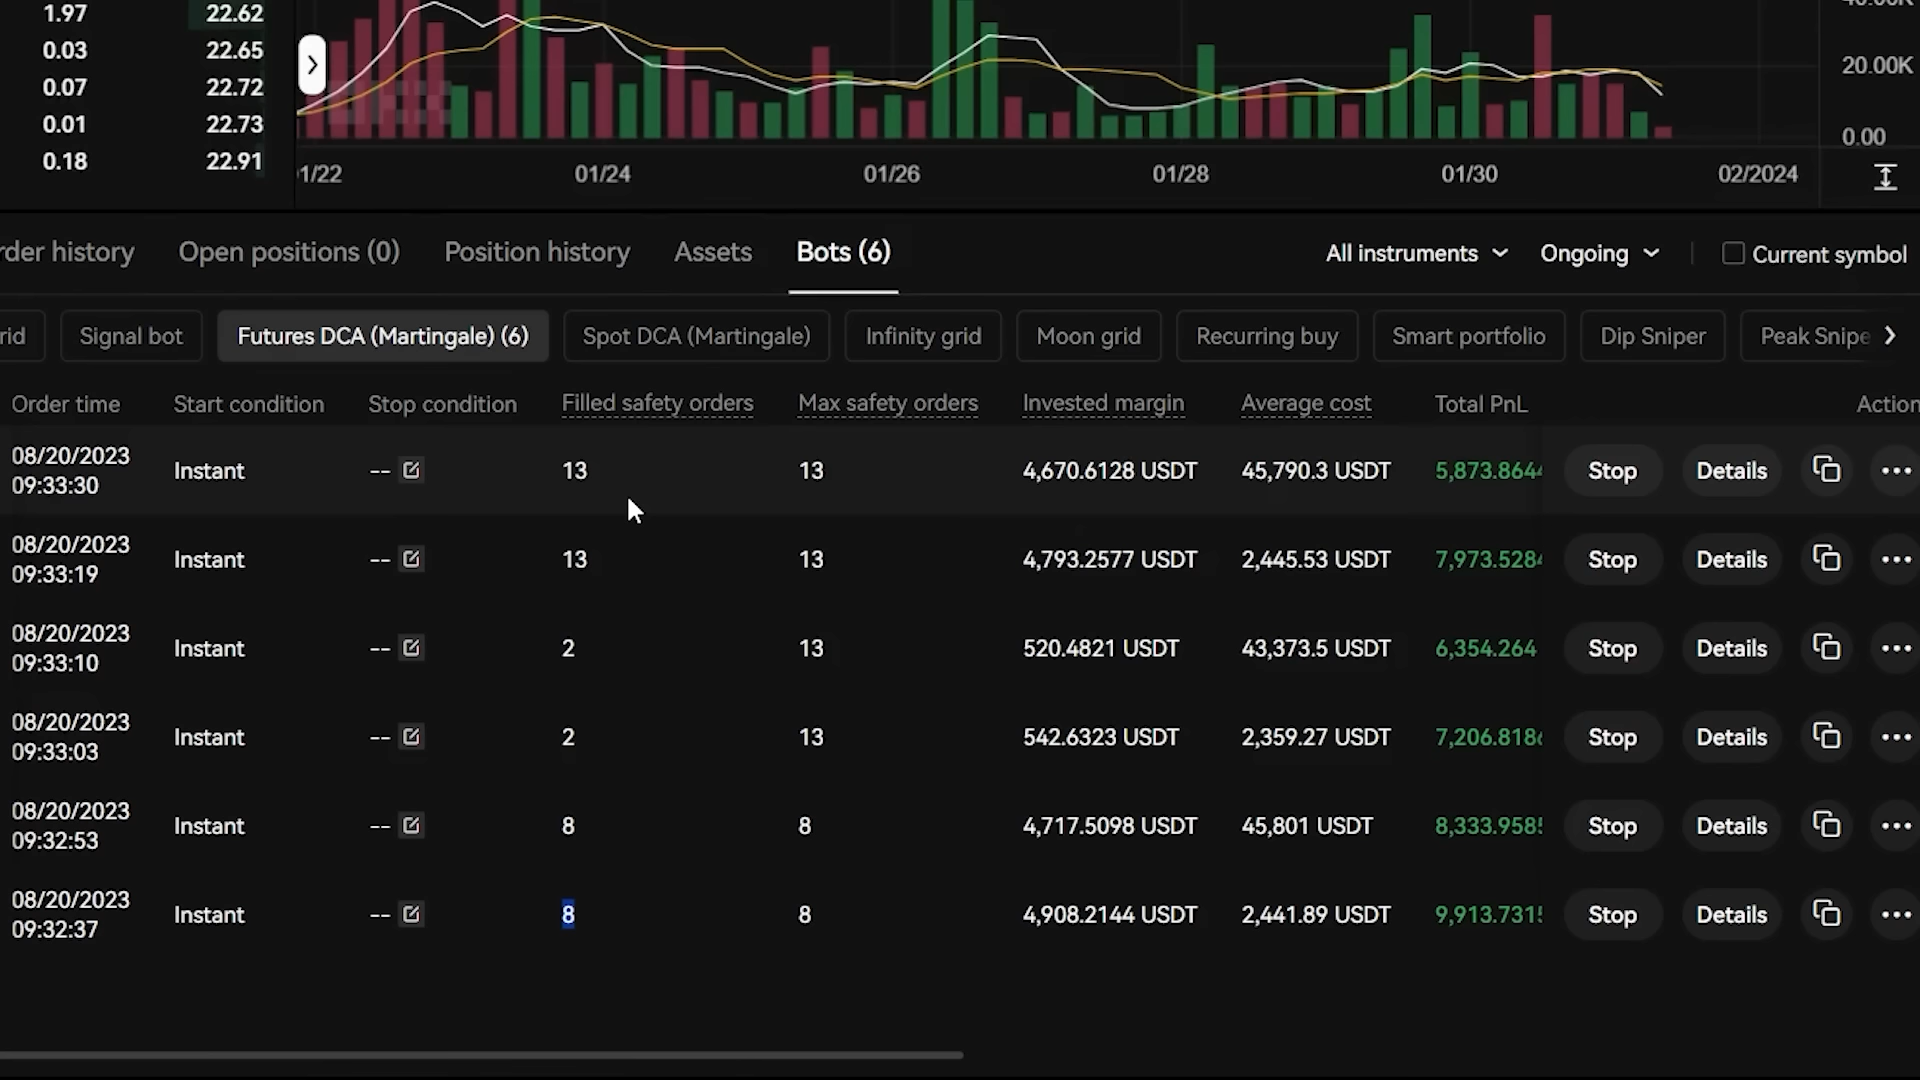 1.97 22.62
0.03 22.65
0.07 22.72
0.01 22.73
0.18 22.91
20.00K
0.00
1/22 01/24 01/26 01/28 01/30 02/2024
rder history Open positions (0) Position history Assets Bots (6) All instruments Ongoing Current symbol
rid Signal bot Futures DCA (Martingale) (6) Spot DCA (Martingale) Infinity grid Moon grid Recurring buy Smart portfolio Dip Sniper Peak Snipe
Order time Start condition Stop condition Filled safety orders Max safety orders Invested margin Average cost Total PnL Action
08/20/2023
09:33:30 Instant -- 13 13 4,670.6128 USDT 45,790.3 USDT 5,873.864 Stop Details
08/20/2023
09:33:19 Instant -- 13 13 4,793.2577 USDT 2,445.53 USDT 7,973.528 Stop Details
08/20/2023
09:33:10 Instant -- 2 13 520.4821 USDT 43,373.5 USDT 6,354.264 Stop Details
08/20/2023
09:33:03 Instant -- 2 13 542.6323 USDT 2,359.27 USDT 7,206.818 Stop Details
08/20/2023
09:32:53 Instant -- 8 8 4,717.5098 USDT 45,801 USDT 8,333.958 Stop Details
08/20/2023
09:32:37 Instant -- 8 8 4,908.2144 USDT 2,441.89 USDT 9,913.731 Stop Details